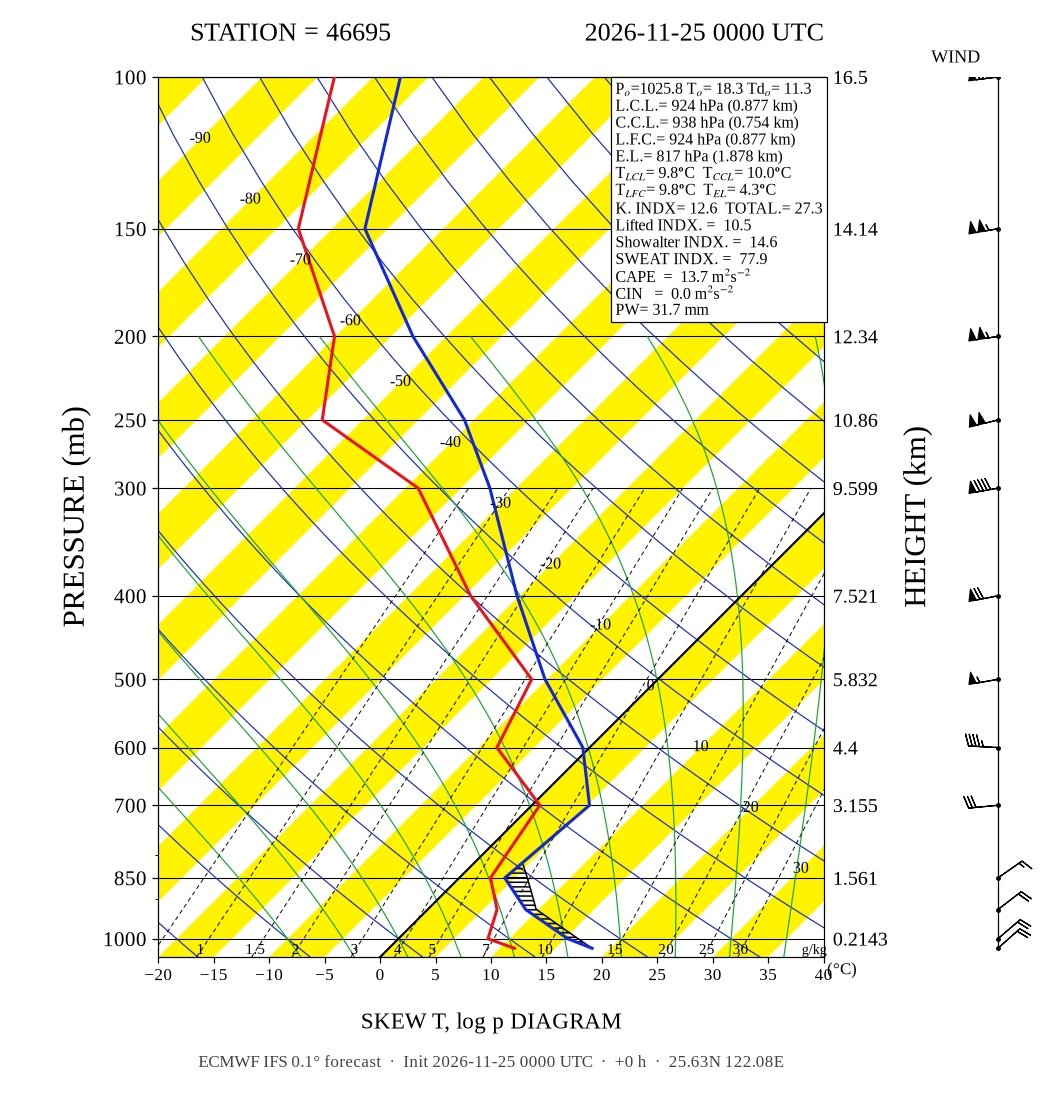 STATION = 46695
2026-11-25 0000 UTC
WIND
100
16.5
Pₒ=1025.8 Tₒ= 18.3 Tdₒ= 11.3
L.C.L.= 924 hPa (0.877 km)
C.C.L.= 938 hPa (0.754 km)
L.F.C.= 924 hPa (0.877 km)
E.L.= 817 hPa (1.878 km)
T_LCL= 9.8°C T_CCL= 10.0°C
T_LFC= 9.8°C T_EL= 4.3°C
K. INDX= 12.6 TOTAL.= 27.3
Lifted INDX. = 10.5
Showalter INDX. = 14.6
SWEAT INDX. = 77.9
CAPE = 13.7 m²s⁻²
CIN = 0.0 m²s⁻²
PW= 31.7 mm
-90
-80
150
14.14
-70
-60
200
12.34
-50
250
10.86
-40
300
9.599
-30
-20
400
7.521
-10
500
5.832
0
600
4.4
10
700
3.155
20
850
1.561
30
1000
0.2143
PRESSURE (mb)
HEIGHT (km)
1 1.5 2 3 4 5 7 10 15 20 25 30 g/kg
−20 −15 −10 −5 0 5 10 15 20 25 30 35 40
(°C)
SKEW T, log p DIAGRAM
ECMWF IFS 0.1° forecast · Init 2026-11-25 0000 UTC · +0 h · 25.63N 122.08E